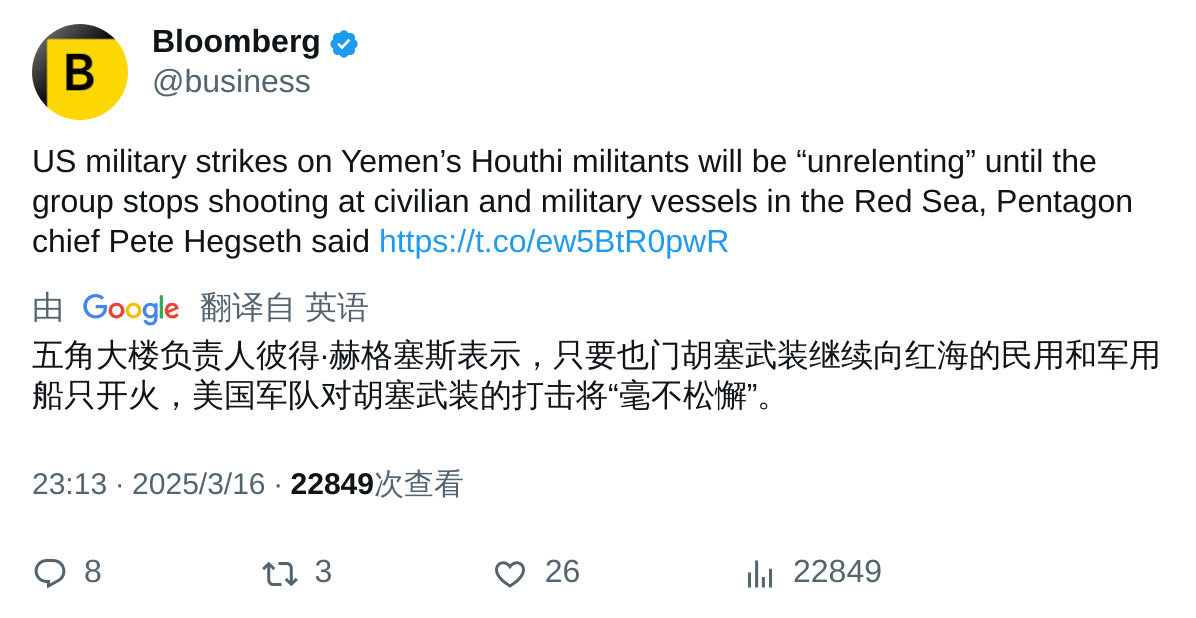 B
Bloomberg
@business
US military strikes on Yemen’s Houthi militants will be “unrelenting” until the
group stops shooting at civilian and military vessels in the Red Sea, Pentagon
chief Pete Hegseth said https://t.co/ew5BtR0pwR
由 Google 翻译自 英语
五角大楼负责人彼得·赫格塞斯表示，只要也门胡塞武装继续向红海的民用和军用
船只开火，美国军队对胡塞武装的打击将“毫不松懈”。
23:13 · 2025/3/16 · 22849次查看
8 3 26 22849